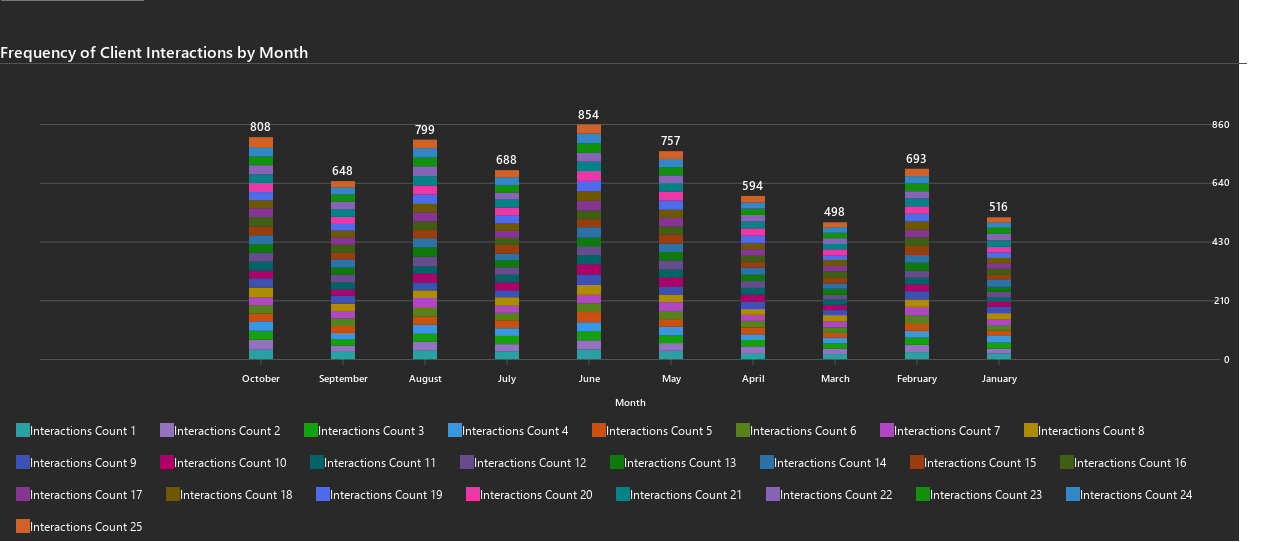 Frequency of Client Interactions by Month
854
808
799
757
693
688
648
594
516
498
860
640
430
210
0
October September August July June May April March February January
Month
Interactions Count 1 Interactions Count 2 Interactions Count 3 Interactions Count 4 Interactions Count 5 Interactions Count 6 Interactions Count 7 Interactions Count 8
Interactions Count 9 Interactions Count 10 Interactions Count 11 Interactions Count 12 Interactions Count 13 Interactions Count 14 Interactions Count 15 Interactions Count 16
Interactions Count 17 Interactions Count 18 Interactions Count 19 Interactions Count 20 Interactions Count 21 Interactions Count 22 Interactions Count 23 Interactions Count 24
Interactions Count 25